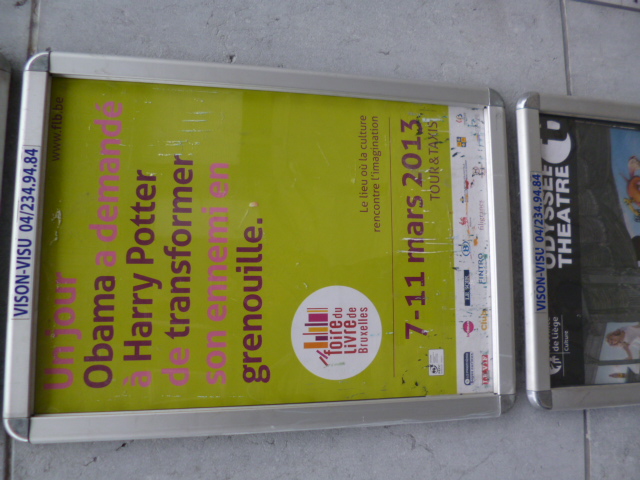 VISON-VISU 04/234.94.84
www.flb.be
Un jour
Obama a demandé
à Harry Potter
de transformer
son ennemi en
grenouille.
Le lieu où la culture
rencontre l'imagination
foire du
livre de
Bruxelles
7-11 mars 2013
TOUR&TAXIS
VISON-VISU 04/234.94.84
ODYSSÉE
THEATRE
de Liège
Culture